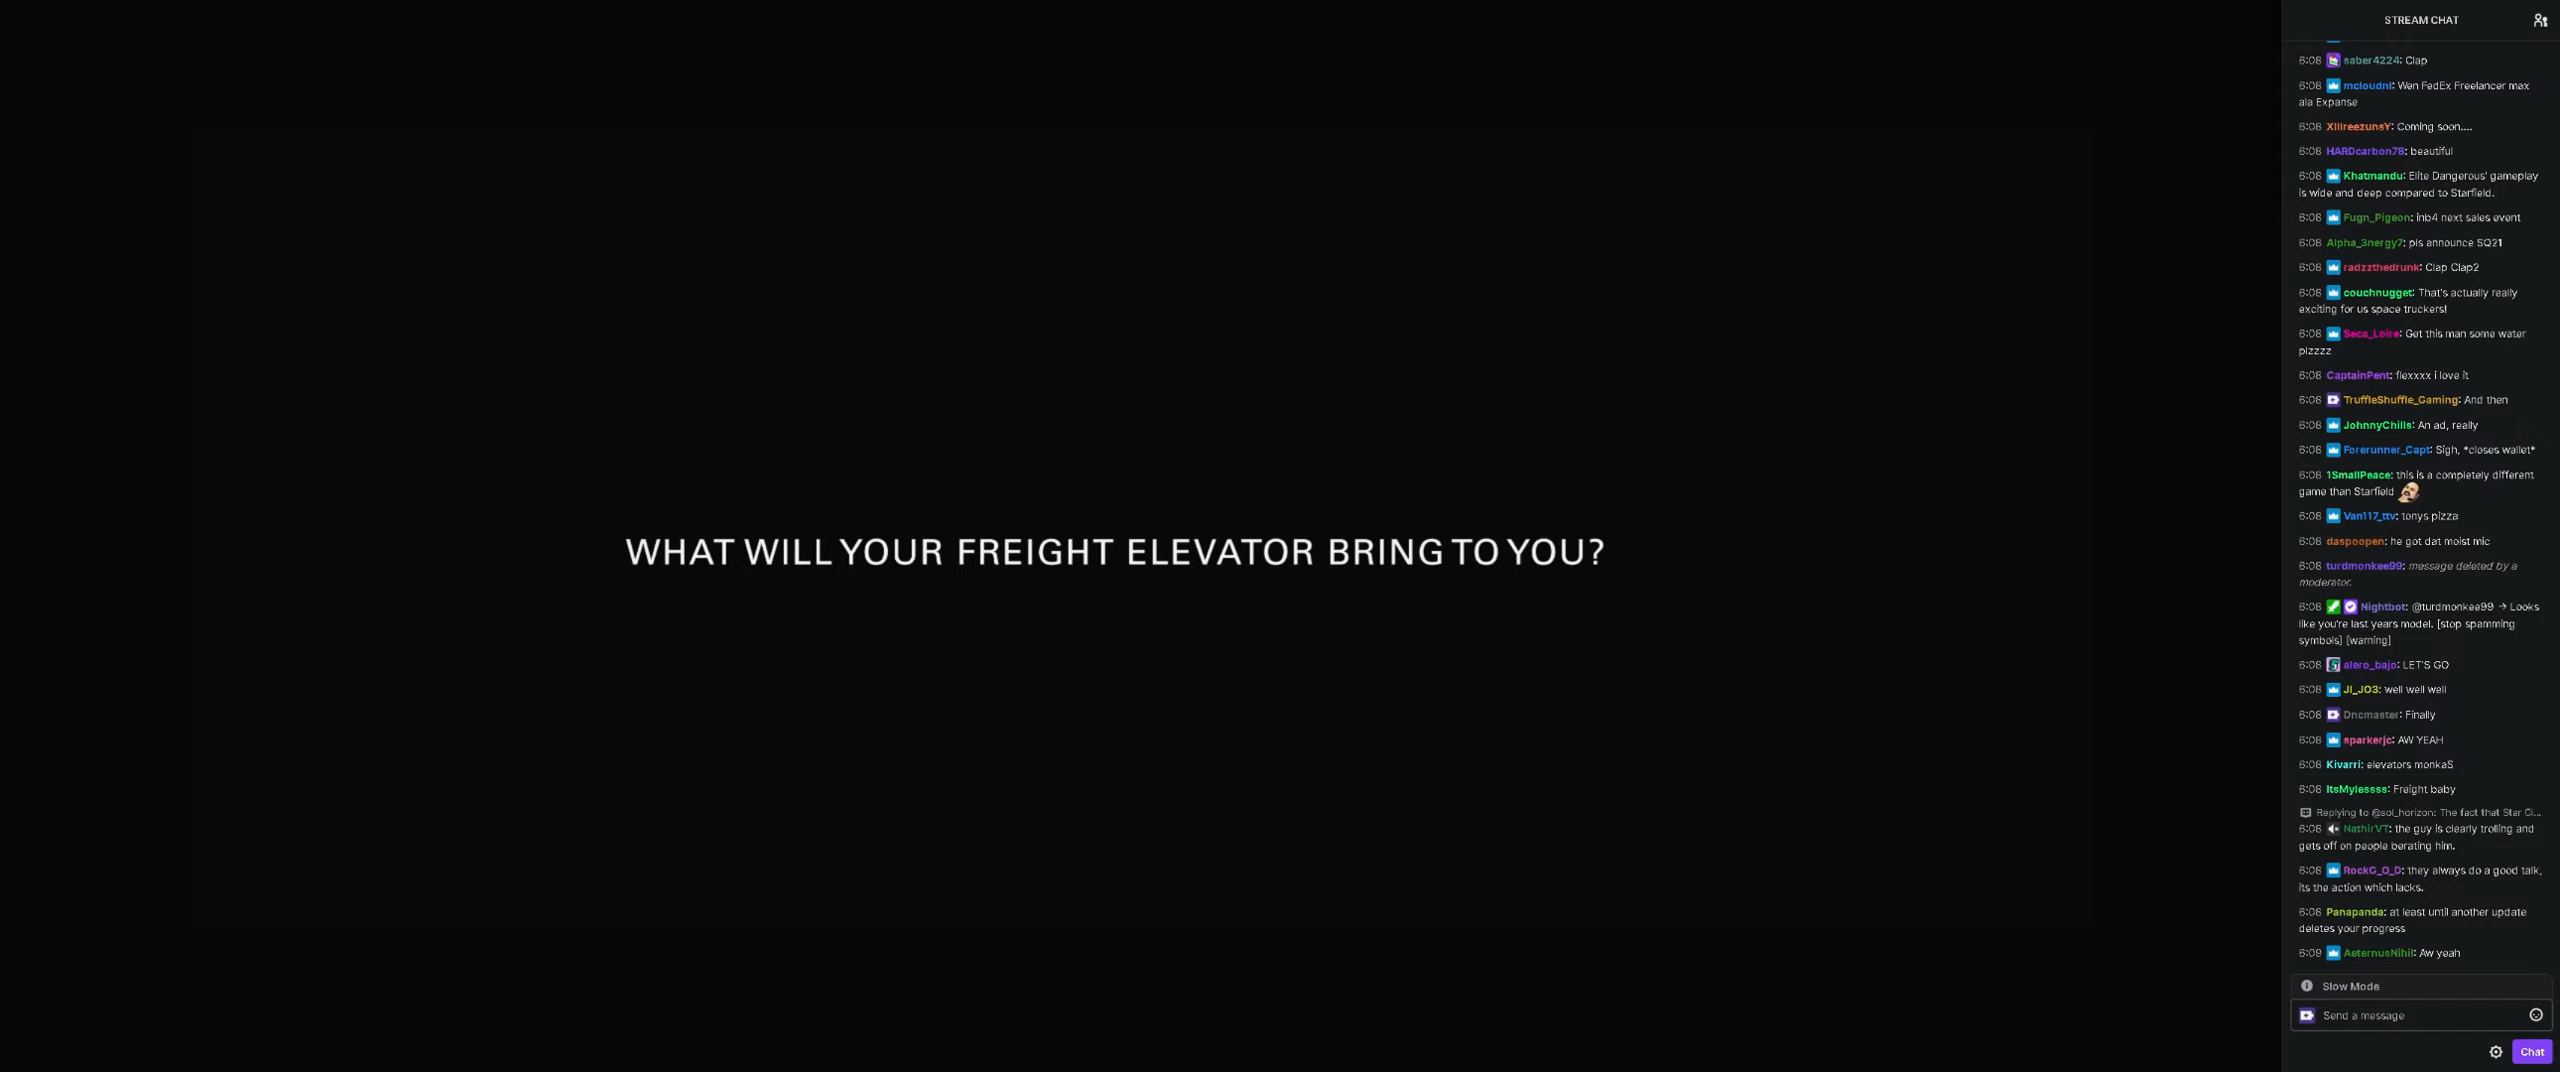 WHAT WILL YOUR FREIGHT ELEVATOR BRING TO YOU?
STREAM CHAT
6:08 saber4224: Clap
6:08 mcloudnl: Wen FedEx Freelancer max
ala Expanse
6:08 XIIIreezunsY: Coming soon....
6:08 HARDcarbon78: beautiful
6:08 Khatmandu: Elite Dangerous' gameplay
is wide and deep compared to Starfield.
6:08 Fugn_Pigeon: inb4 next sales event
6:08 Alpha_3nergy7: pls announce SQ21
6:08 radzzthedrunk: Clap Clap2
6:08 couchnugget: That's actually really
exciting for us space truckers!
6:08 Seca_Loire: Get this man some water
plzzzz
6:08 CaptainPent: flexxxx i love it
6:08 TruffleShuffle_Gaming: And then
6:08 JohnnyChills: An ad, really
6:08 Forerunner_Capt: Sigh, *closes wallet*
6:08 1SmallPeace: this is a completely different
game than Starfield
6:08 Van117_ttv: tonys pizza
6:08 daspoopen: he got dat moist mic
6:08 turdmonkee99: message deleted by a
moderator.
6:08 Nightbot: @turdmonkee99 → Looks
like you're last years model. [stop spamming
symbols] [warning]
6:08 alero_bajo: LET'S GO
6:08 JI_JO3: well well well
6:08 Dncmaster: Finally
6:08 sparkerjc: AW YEAH
6:08 Kivarri: elevators monkaS
6:08 ItsMylessss: Freight baby
Replying to @sol_horizon: The fact that Star Ci...
6:08 NathirVT: the guy is clearly trolling and
gets off on people berating him.
6:08 RockG_O_D: they always do a good talk,
its the action which lacks.
6:08 Panapanda: at least until another update
deletes your progress
6:09 AeternusNihil: Aw yeah
Slow Mode
Send a message
Chat